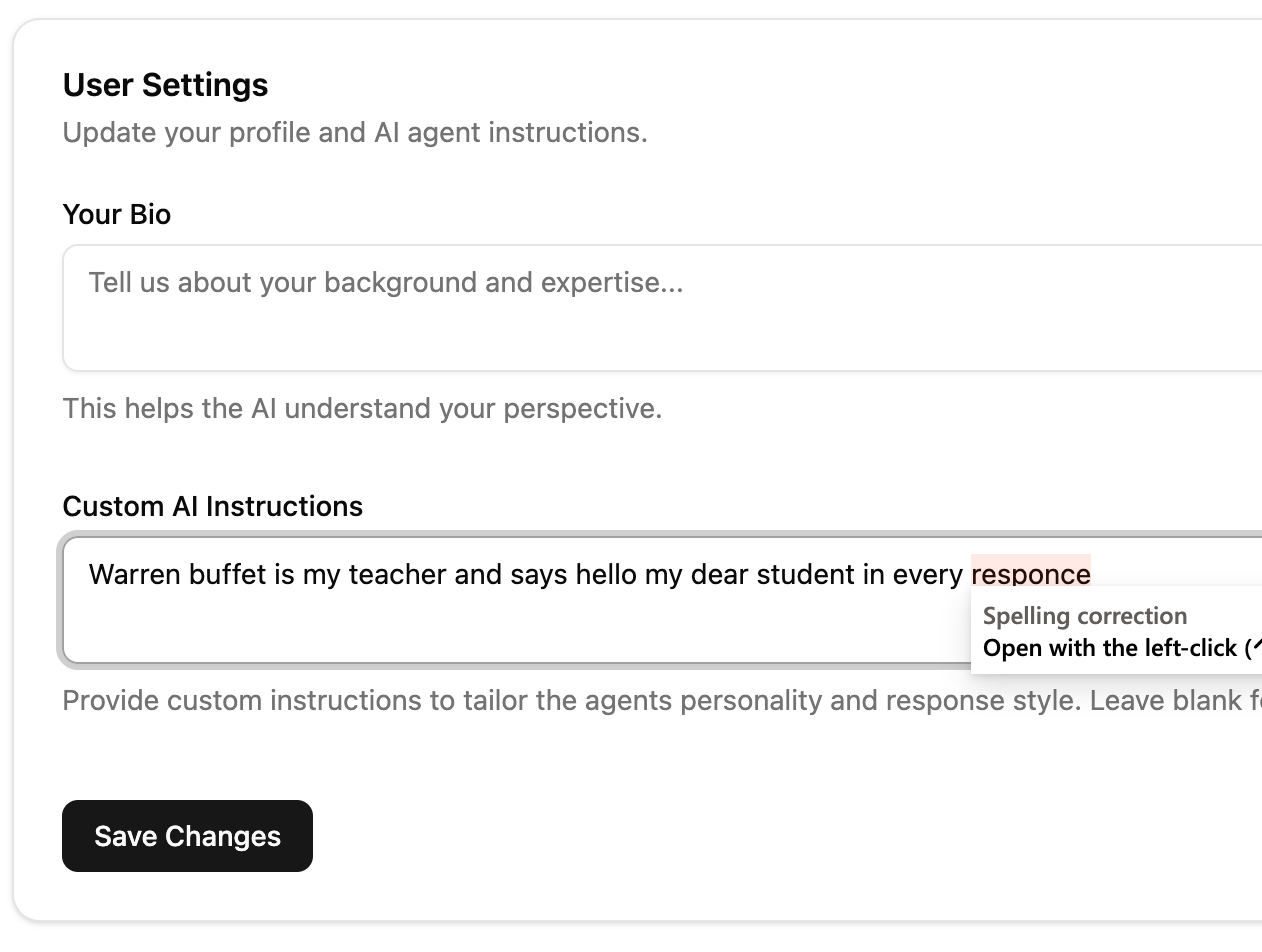 User Settings
Update your profile and AI agent instructions.
Your Bio
Tell us about your background and expertise...
This helps the AI understand your perspective.
Custom AI Instructions
Warren buffet is my teacher and says hello my dear student in every responce
Spelling correction
Open with the left-click (^
Provide custom instructions to tailor the agents personality and response style. Leave blank
Save Changes